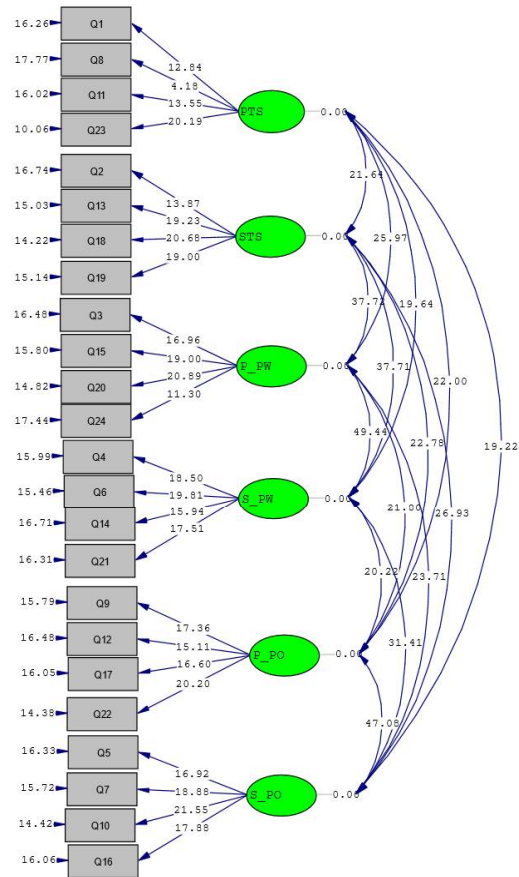 16.26 Q1
17.77 Q8
12.84
4.18
16.02 Q11
13.55
PTS 0.00
10.06 Q23
20.19
21.64
16.74 Q2
13.87
15.03 Q13
19.23
14.22 Q18
20.68
STS 0.00
25.97
15.14 Q19
19.00
37.72
19.64
16.48 Q3
16.96
15.80 Q15
19.00
P_PW 0.00
37.71
14.82 Q20
20.89
22.00
17.44 Q24
11.30
49.44
22.78
19.22
15.99 Q4
18.50
15.46 Q6
19.81
S_PW 0.00
21.00
26.93
16.71 Q14
15.94
16.31 Q21
17.51
20.22
23.71
15.79 Q9
17.36
16.48 Q12
15.11
31.41
16.05 Q17
16.60
P_PO 0.00
14.38 Q22
20.20
47.08
16.33 Q5
16.92
15.72 Q7
18.88
S_PO 0.00
14.42 Q10
21.55
16.06 Q16
17.88